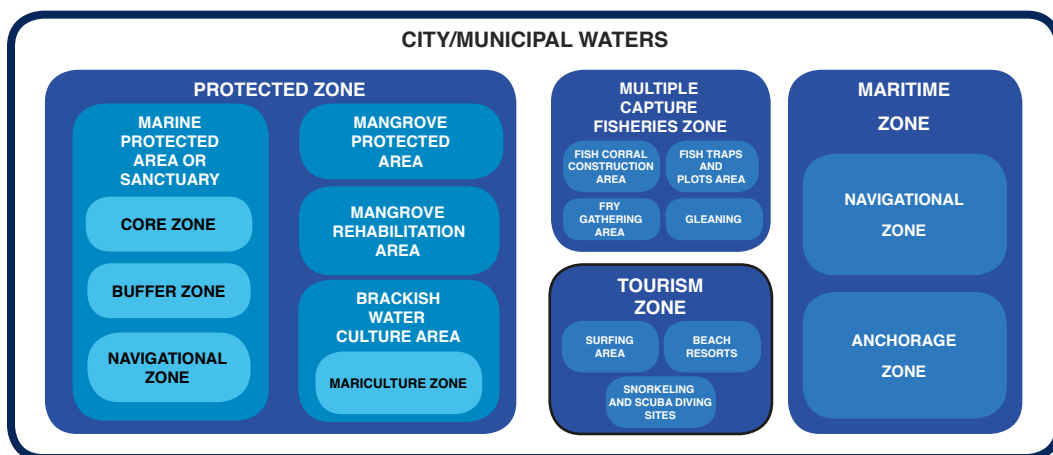 CITY/MUNICIPAL WATERS
PROTECTED ZONE
MARINE
PROTECTED
AREA OR
SANCTUARY
CORE ZONE
BUFFER ZONE
NAVIGATIONAL
ZONE
MANGROVE
PROTECTED
AREA
MANGROVE
REHABILITATION
AREA
BRACKISH
WATER
CULTURE AREA
MARICULTURE ZONE
MULTIPLE
CAPTURE
FISHERIES ZONE
FISH CORRAL
CONSTRUCTION
AREA
FISH TRAPS
AND
PLOTS AREA
FRY
GATHERING
AREA
GLEANING
TOURISM
ZONE
SURFING
AREA
BEACH
RESORTS
SNORKELING
AND SCUBA DIVING
SITES
MARITIME
ZONE
NAVIGATIONAL
ZONE
ANCHORAGE
ZONE